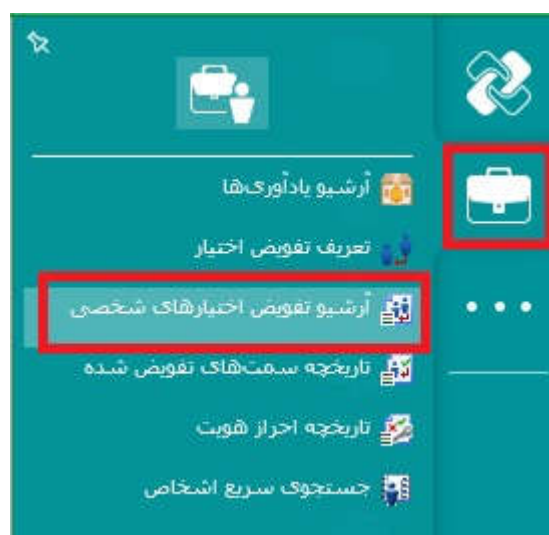 آرشیو یادآوری‌ها
تعریف تفویض اختیار
آرشیو تفویض اختیارهای شخصی
تاریخچه سمت‌های تفویض شده
تاریخچه احراز هویت
جستجوی سریع اشخاص